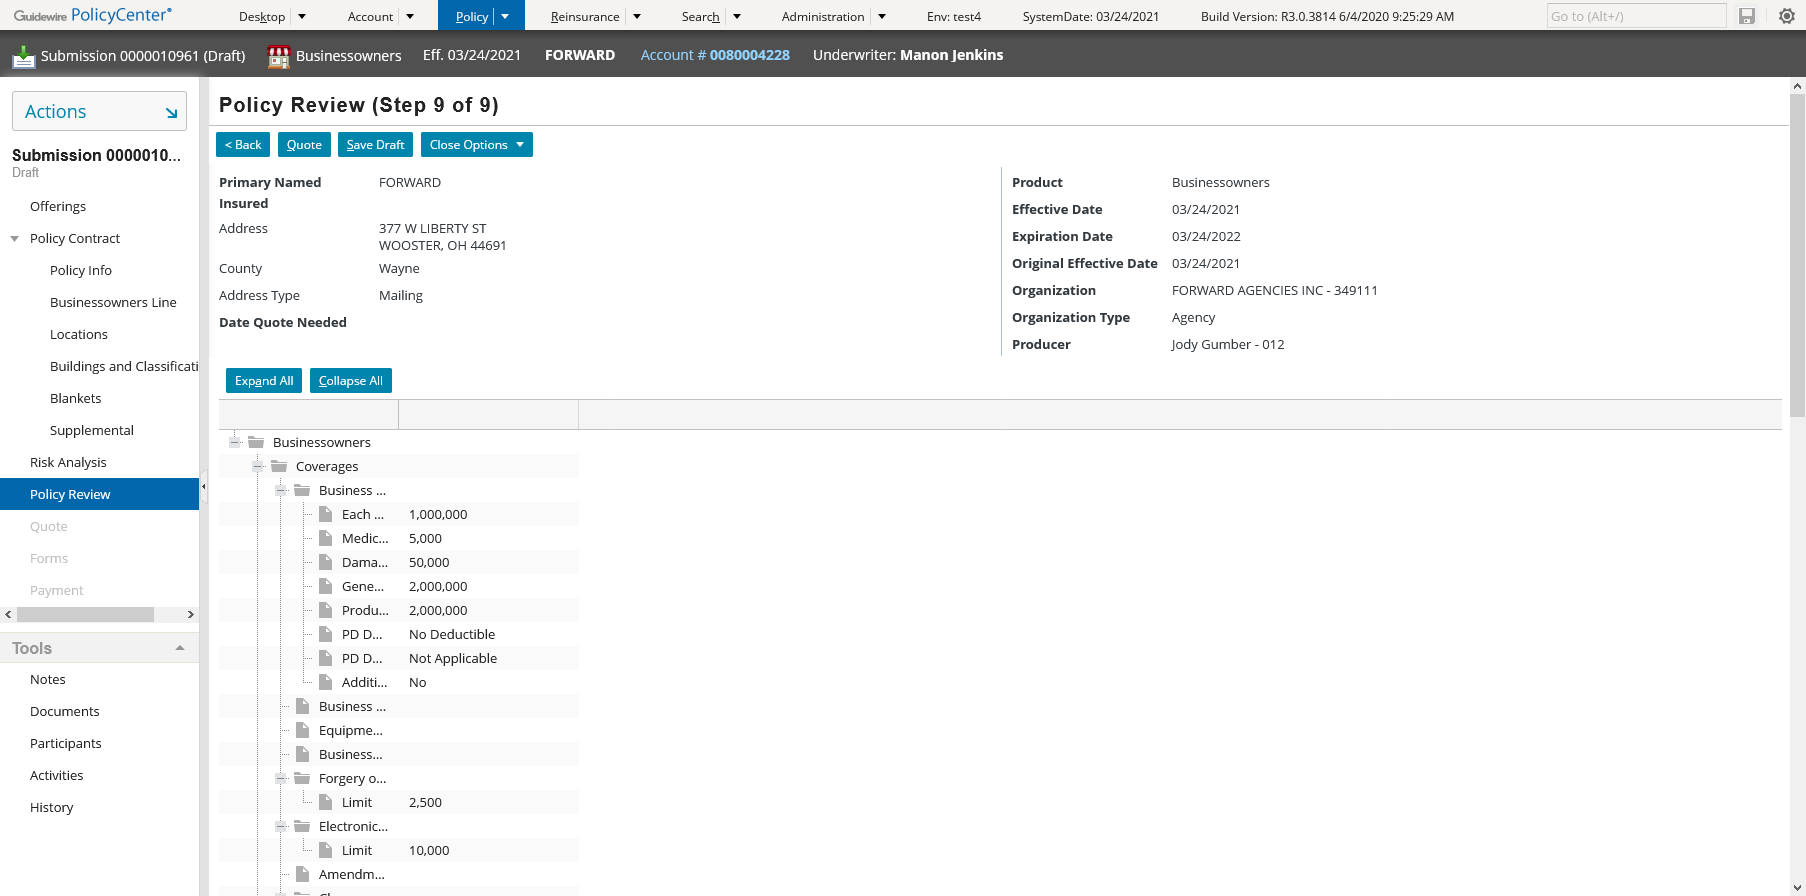 Guidewire PolicyCenter® Desktop Account Policy Reinsurance Search Administration Env: test4 SystemDate: 03/24/2021 Build Version: R3.0.3814 6/4/2020 9:25:29 AM Go to (Alt+/)
Submission 0000010961 (Draft) Businessowners Eff. 03/24/2021 FORWARD Account # 0080004228 Underwriter: Manon Jenkins
Actions
Submission 0000010...
Draft
Offerings
Policy Contract
Policy Info
Businessowners Line
Locations
Buildings and Classificati
Blankets
Supplemental
Risk Analysis
Policy Review
Quote
Forms
Payment
Tools
Notes
Documents
Participants
Activities
History
Policy Review (Step 9 of 9)
< Back Quote Save Draft Close Options
Primary Named Insured FORWARD
Address 377 W LIBERTY ST
WOOSTER, OH 44691
County Wayne
Address Type Mailing
Date Quote Needed
Product Businessowners
Effective Date 03/24/2021
Expiration Date 03/24/2022
Original Effective Date 03/24/2021
Organization FORWARD AGENCIES INC - 349111
Organization Type Agency
Producer Jody Gumber - 012
Expand All Collapse All
Businessowners
Coverages
Business ...
Each ... 1,000,000
Medic... 5,000
Dama... 50,000
Gene... 2,000,000
Produ... 2,000,000
PD D... No Deductible
PD D... Not Applicable
Additi... No
Business ...
Equipme...
Business...
Forgery o...
Limit 2,500
Electronic...
Limit 10,000
Amendm...